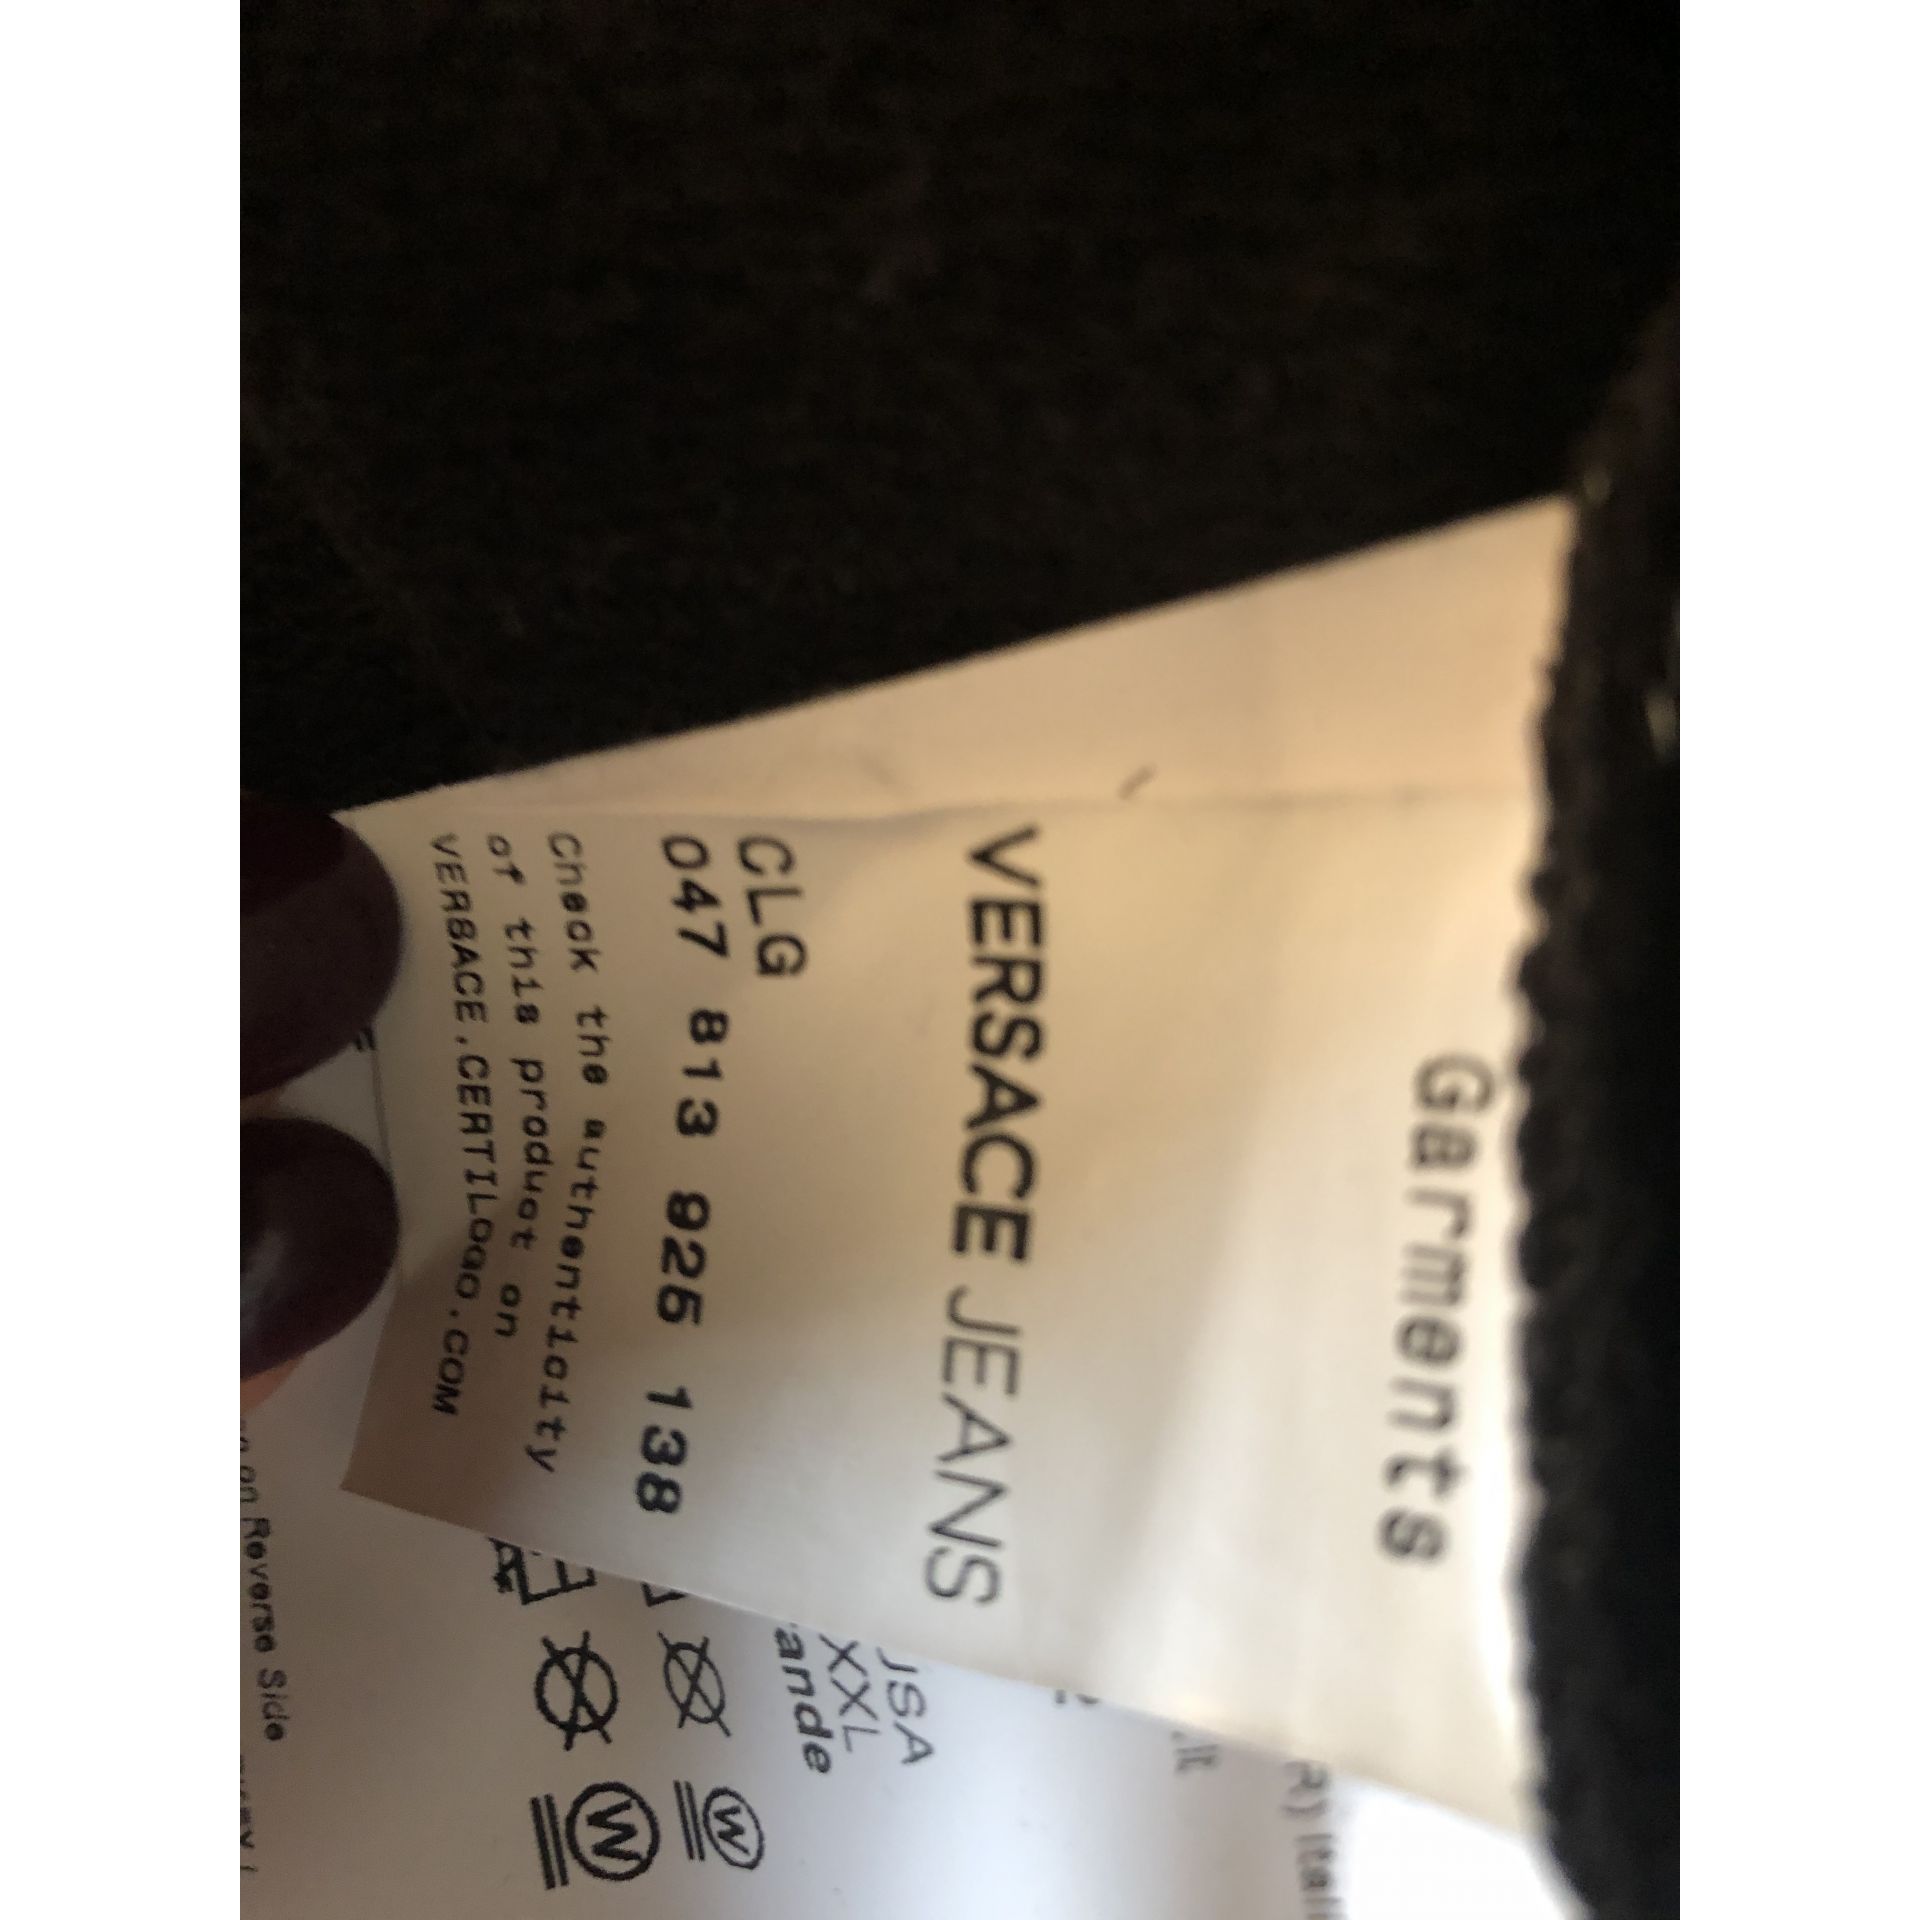 Garments
VERSACE JEANS
CLG
047 813 925 138
Check the authenticity
of this product on
VERSACE.CERTILOGO.COM
JSA
XXL
ande
W
W
on Reverse Side